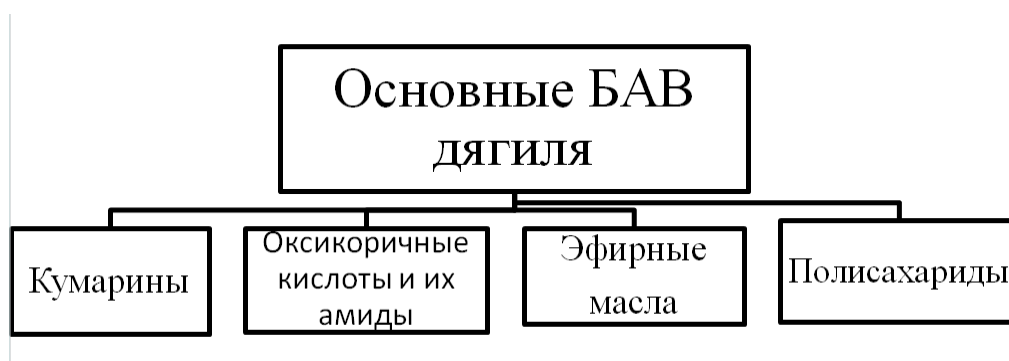 Основные БАВ
дягиля
Кумарины
Оксикоричные
кислоты и их
амиды
Эфирные
масла
Полисахариды